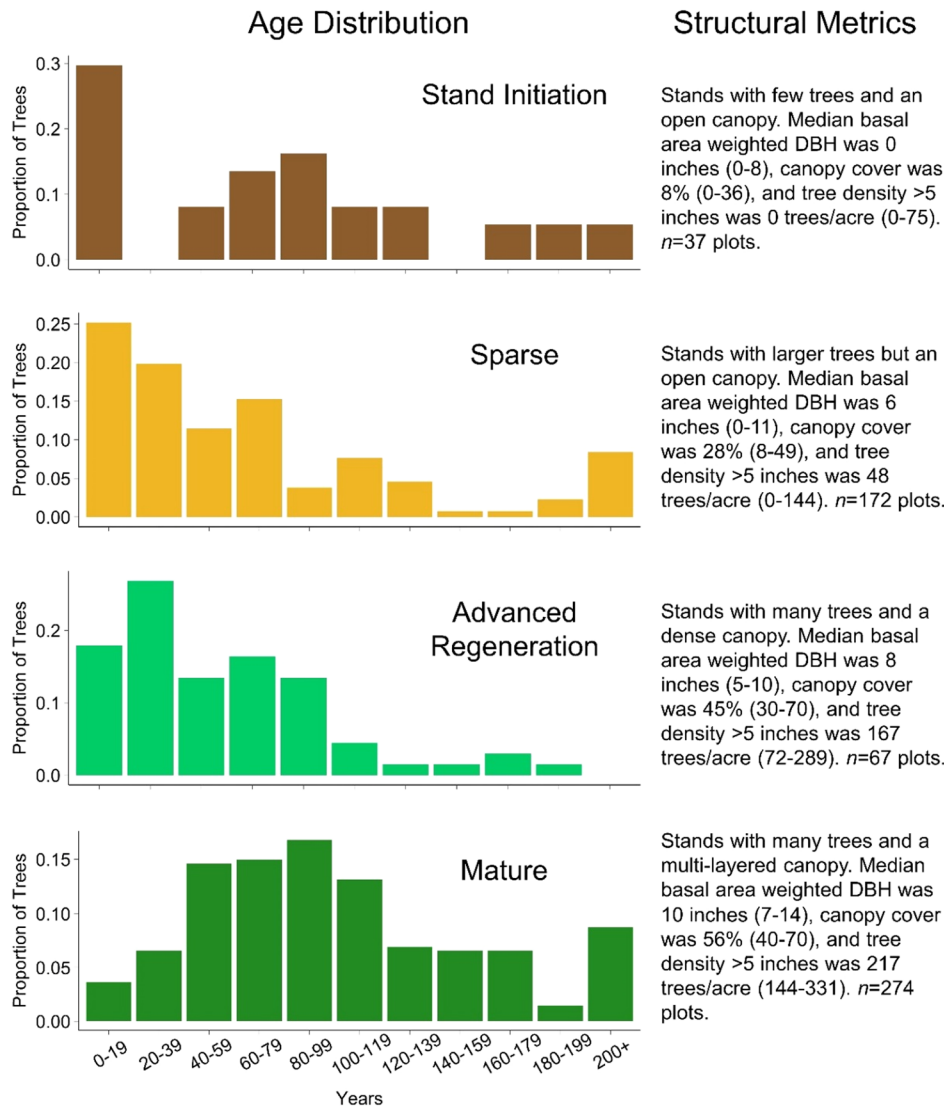 Age Distribution
Structural Metrics
Proportion of Trees
0.3
0.2
0.1
0.0
Stand Initiation
Stands with few trees and an
open canopy. Median basal
area weighted DBH was 0
inches (0-8), canopy cover was
8% (0-36), and tree density >5
inches was 0 trees/acre (0-75).
n=37 plots.
Proportion of Trees
0.25
0.20
0.15
0.10
0.05
0.00
Sparse
Stands with larger trees but an
open canopy. Median basal
area weighted DBH was 6
inches (0-11), canopy cover
was 28% (8-49), and tree
density >5 inches was 48
trees/acre (0-144). n=172 plots.
Proportion of Trees
0.2
0.1
0.0
Advanced
Regeneration
Stands with many trees and a
dense canopy. Median basal
area weighted DBH was 8
inches (5-10), canopy cover
was 45% (30-70), and tree
density >5 inches was 167
trees/acre (72-289). n=67 plots.
Proportion of Trees
0.15
0.10
0.05
0.00
Mature
Stands with many trees and a
multi-layered canopy. Median
basal area weighted DBH was
10 inches (7-14), canopy cover
was 56% (40-70), and tree
density >5 inches was 217
trees/acre (144-331). n=274
plots.
0-19
20-39
40-59
60-79
80-99
100-119
120-139
140-159
160-179
180-199
200+
Years